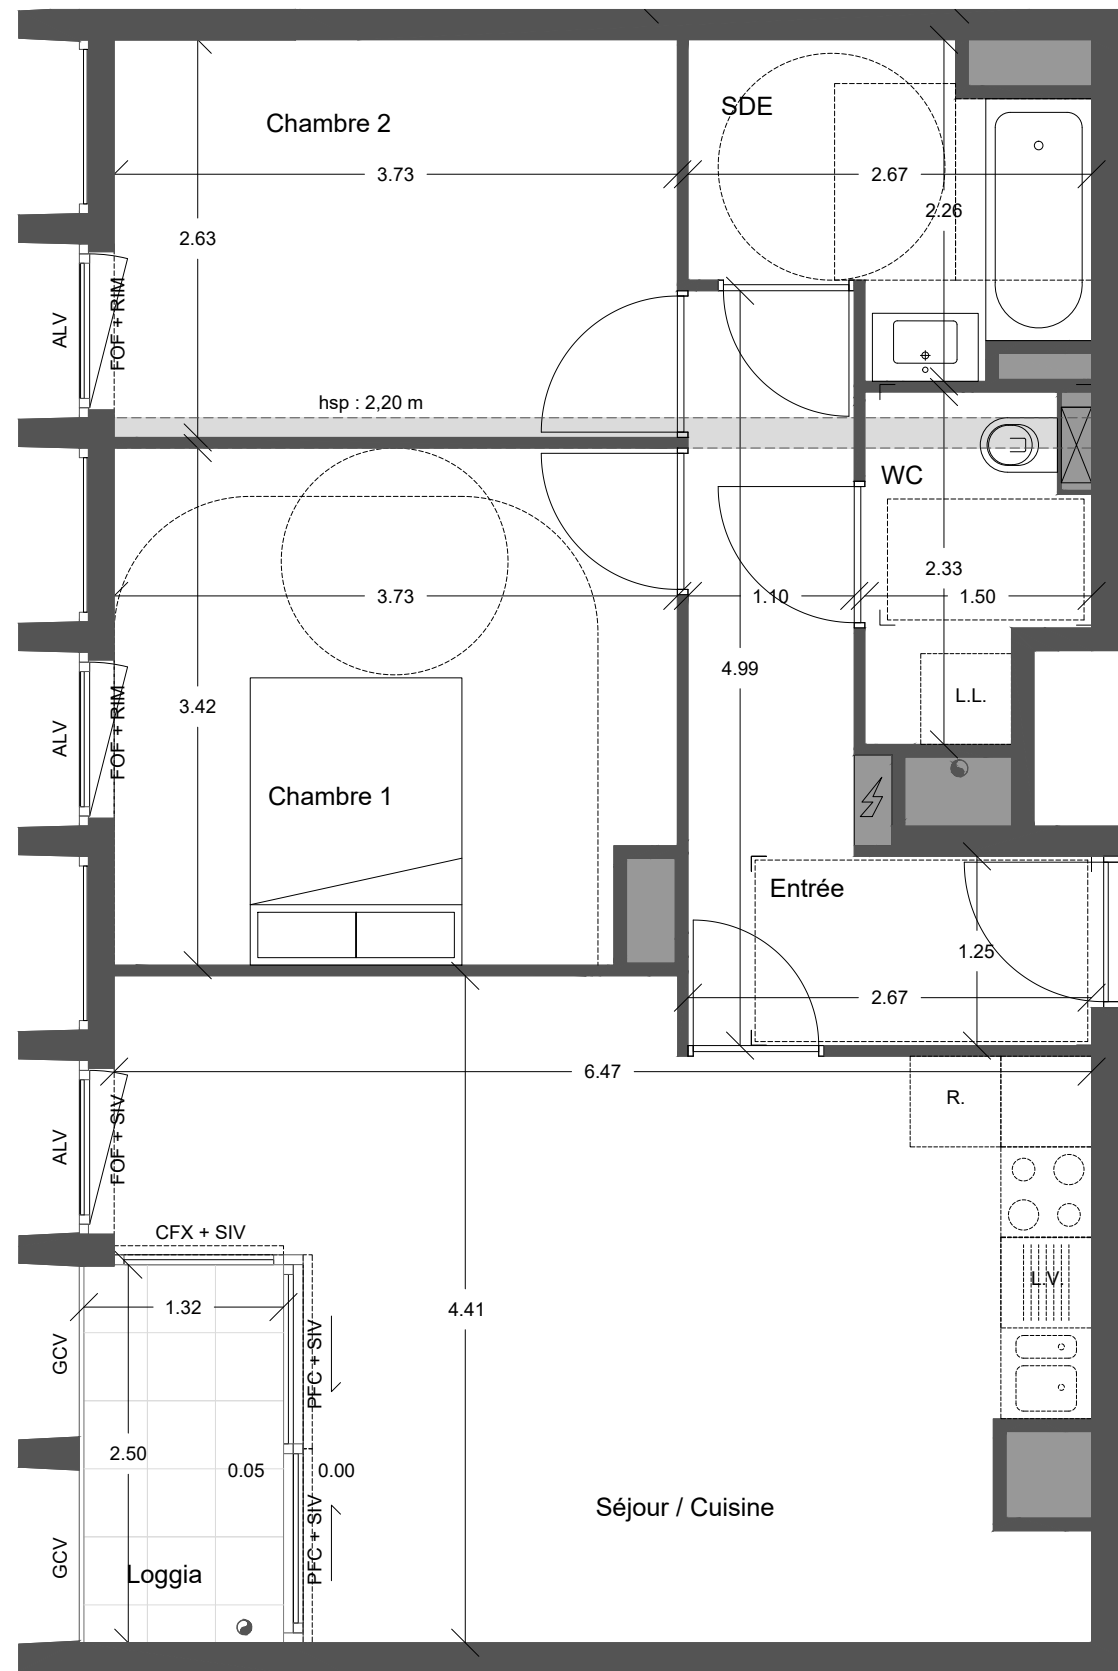 Chambre 2
SDE
3.73
2.67
2.26
2.63
ALV
FOF + RIM
hsp : 2,20 m
WC
2.33
3.73
1.10
1.50
4.99
L.L.
3.42
ALV
FOF + RIM
Chambre 1
Entrée
1.25
2.67
6.47
R.
ALV
FOF + SIV
CFX + SIV
L.V.
1.32
4.41
GCV
PFC + SIV
2.50
0.05
0.00
Séjour / Cuisine
GCV
PFC + SIV
Loggia